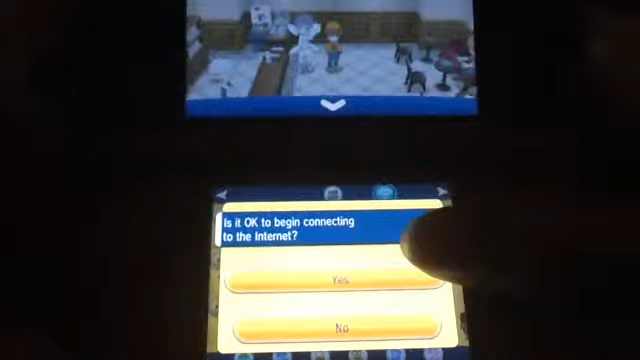 Is it OK to begin connecting
to the Internet?
Yes
No